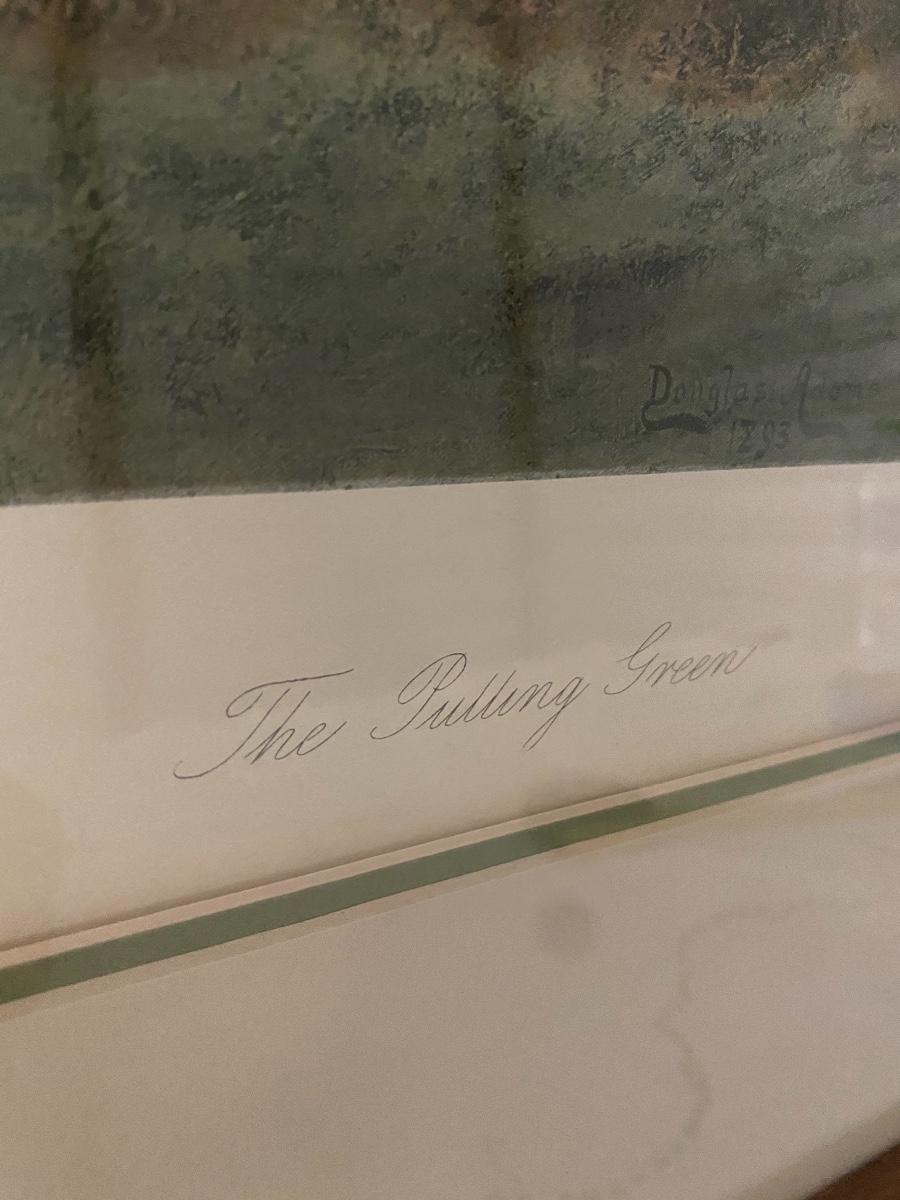 Douglas Adams
1893
The Putting Green